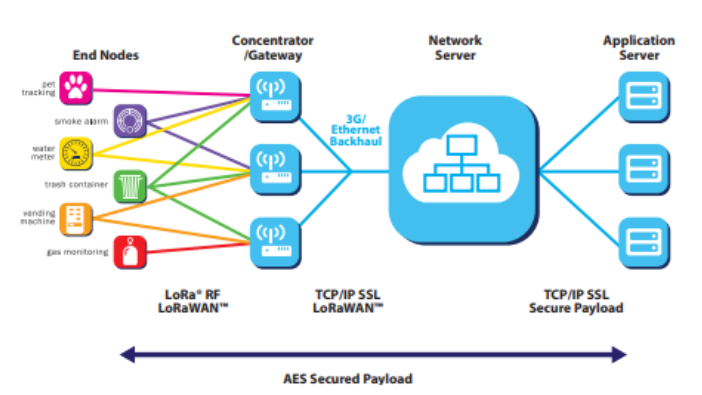 End Nodes
Concentrator
/Gateway
Network
Server
Application
Server
pet
tracking
smoke alarm
water
meter
trash container
vending
machine
gas monitoring
3G/
Ethernet
Backhaul
LoRa® RF
LoRaWAN™
TCP/IP SSL
LoRaWAN™
TCP/IP SSL
Secure Payload
AES Secured Payload